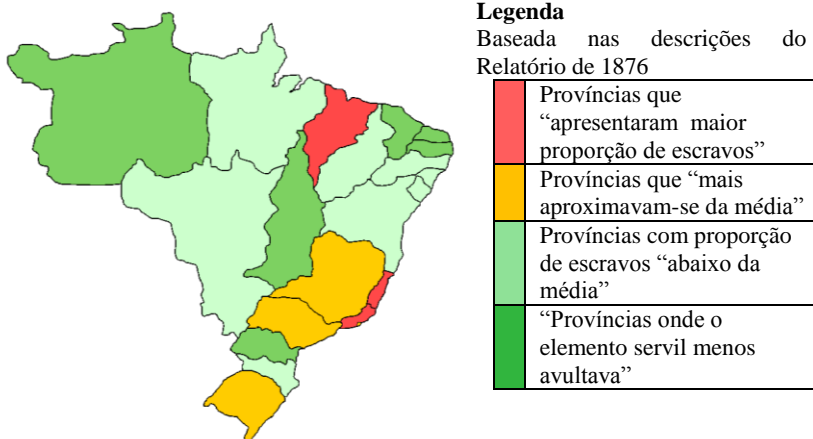 Legenda
Baseada nas descrições do
Relatório de 1876
Províncias que
“apresentaram maior
proporção de escravos”
Províncias que “mais
aproximavam-se da média”
Províncias com proporção
de escravos “abaixo da
média”
“Províncias onde o
elemento servil menos
avultava”